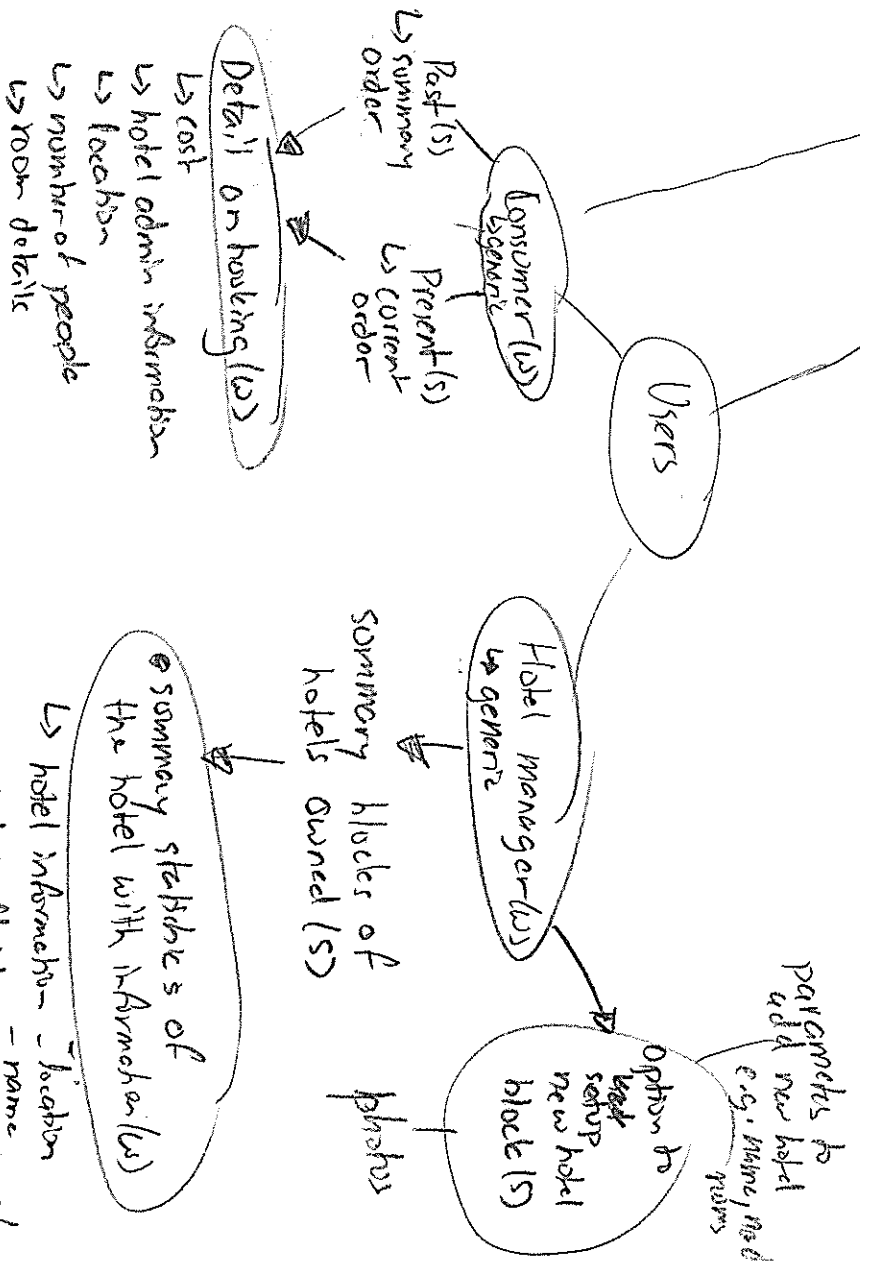 Users
Consumer(w)
↳ generic
Past(s)
↳ summary
order
Present(s)
↳ current
order
Detail on booking(w)
↳ cost
↳ hotel admin information
↳ location
↳ number of people
↳ room details
Hotel manager(w)
↳ generic
summary blocks of
hotels owned(s)
• summary statistics of
the hotel with information(w)
↳ hotel information - location
- name
option to
setup
new hotel
block(s)
photos
add new hotel
e.g. name,
rooms